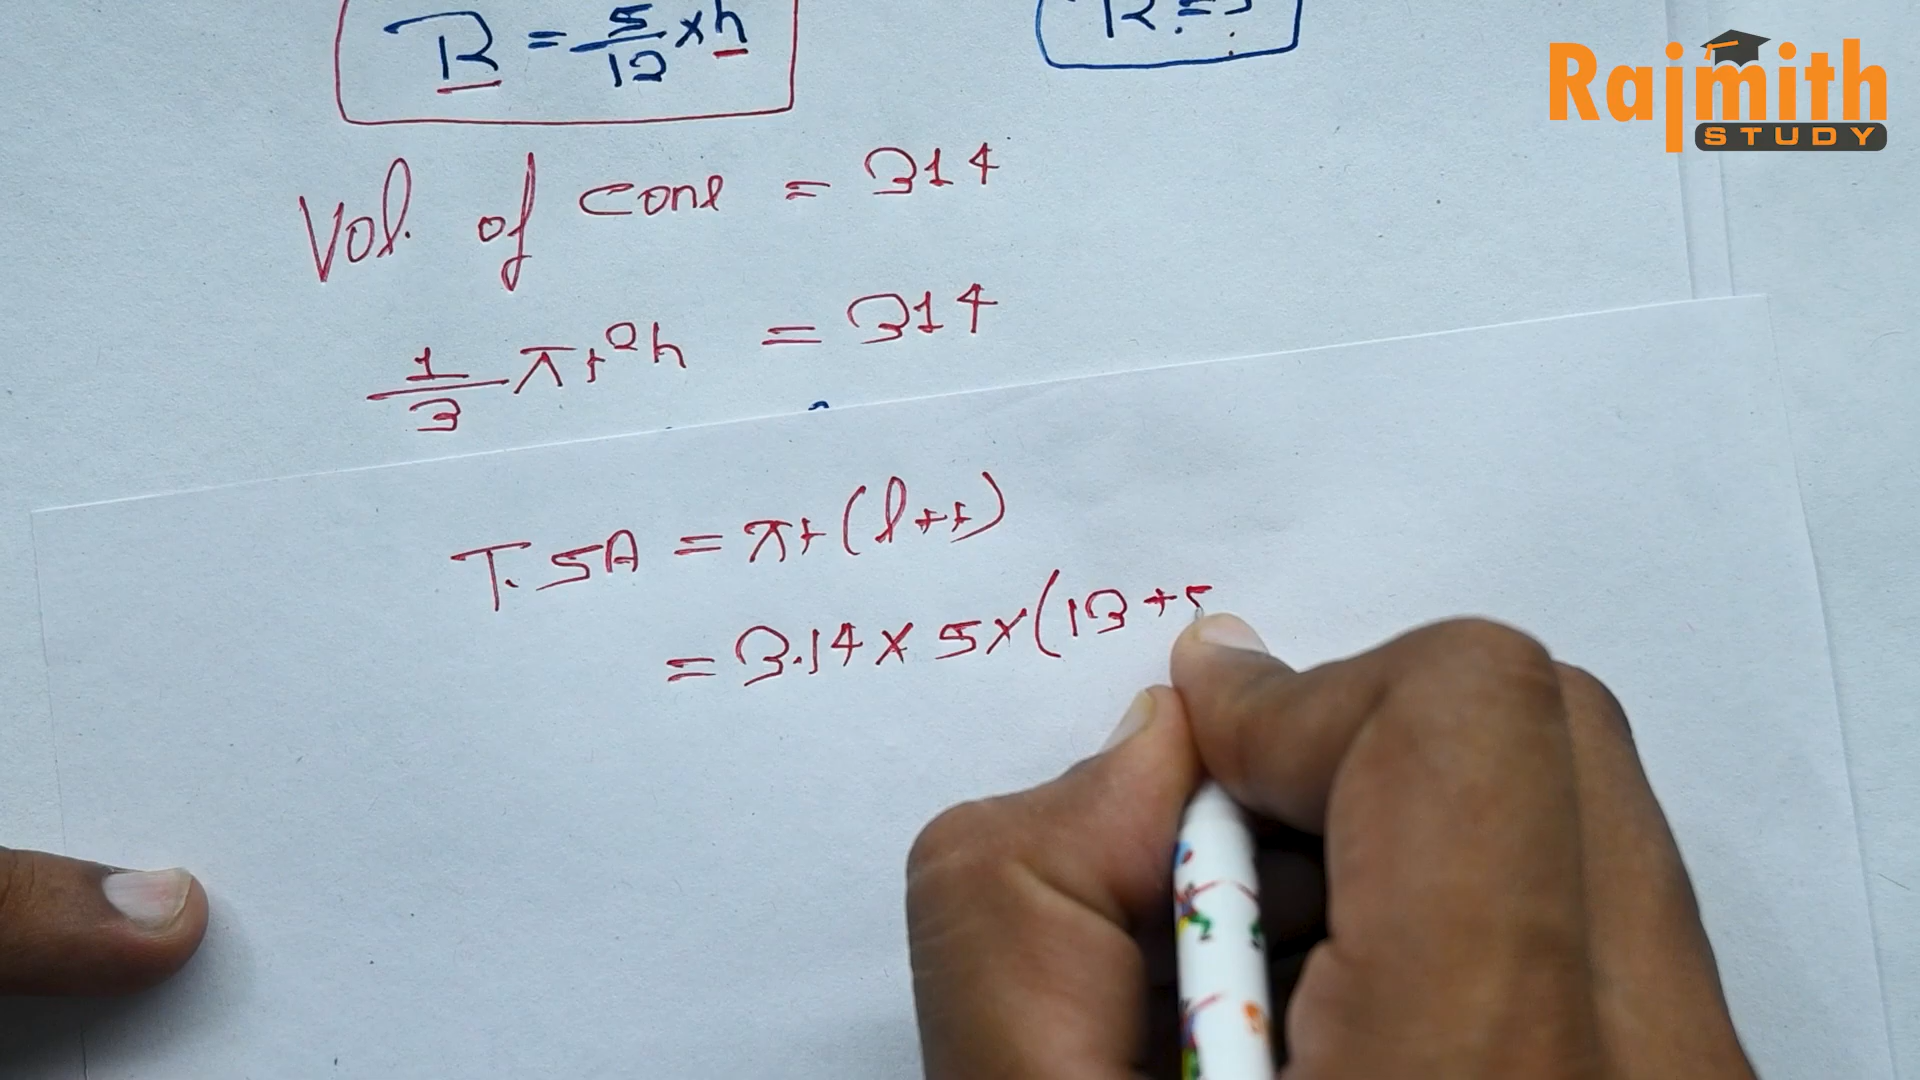 R = 5/12 × h
R = 5
Rajmith
STUDY
Vol. of cone = 314
1/3 πr²h = 314
T.SA = πr(l+r)
= 3.14 × 5 × (13 + 5